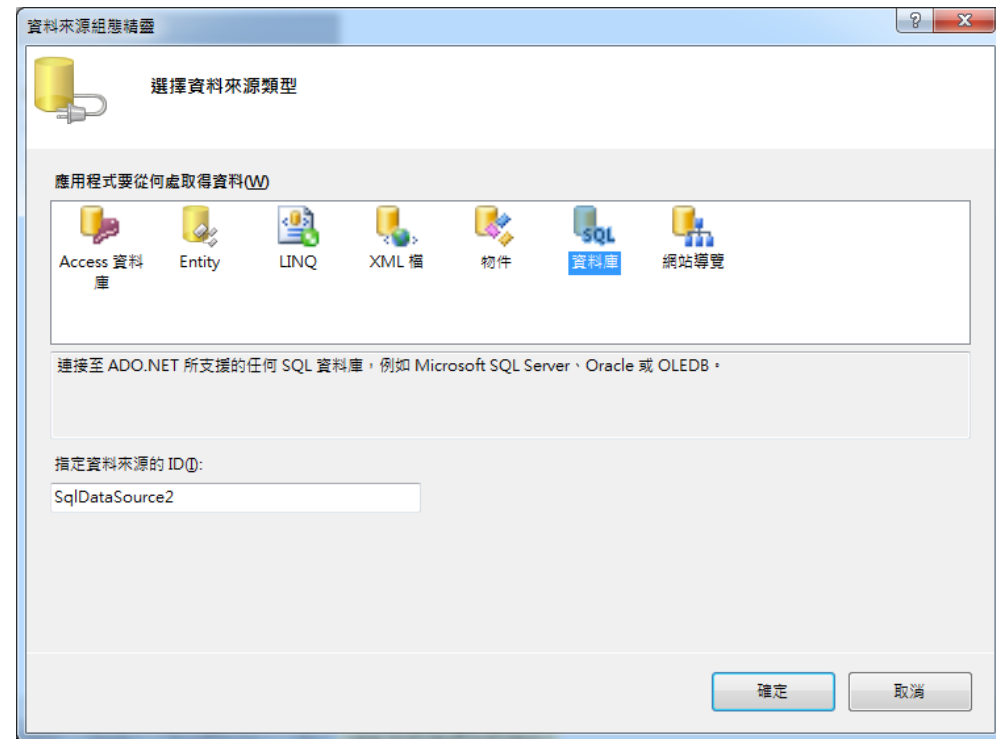 資料來源組態精靈
選擇資料來源類型
應用程式要從何處取得資料(W)
Access 資料
庫
Entity
LINQ
XML 檔
物件
SQL
資料庫
網站導覽
連接至 ADO.NET 所支援的任何 SQL 資料庫，例如 Microsoft SQL Server、Oracle 或 OLEDB。
指定資料來源的 ID(I):
SqlDataSource2
確定
取消